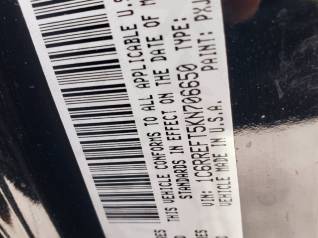 THIS VEHICLE CONFORMS TO ALL APPLICABLE U.S.
STANDARDS IN EFFECT ON THE DATE OF M
VIN: 1C6RREFT5KN706650 TYPE:
VEHICLE MADE IN U.S.A. PAINT: PXJ